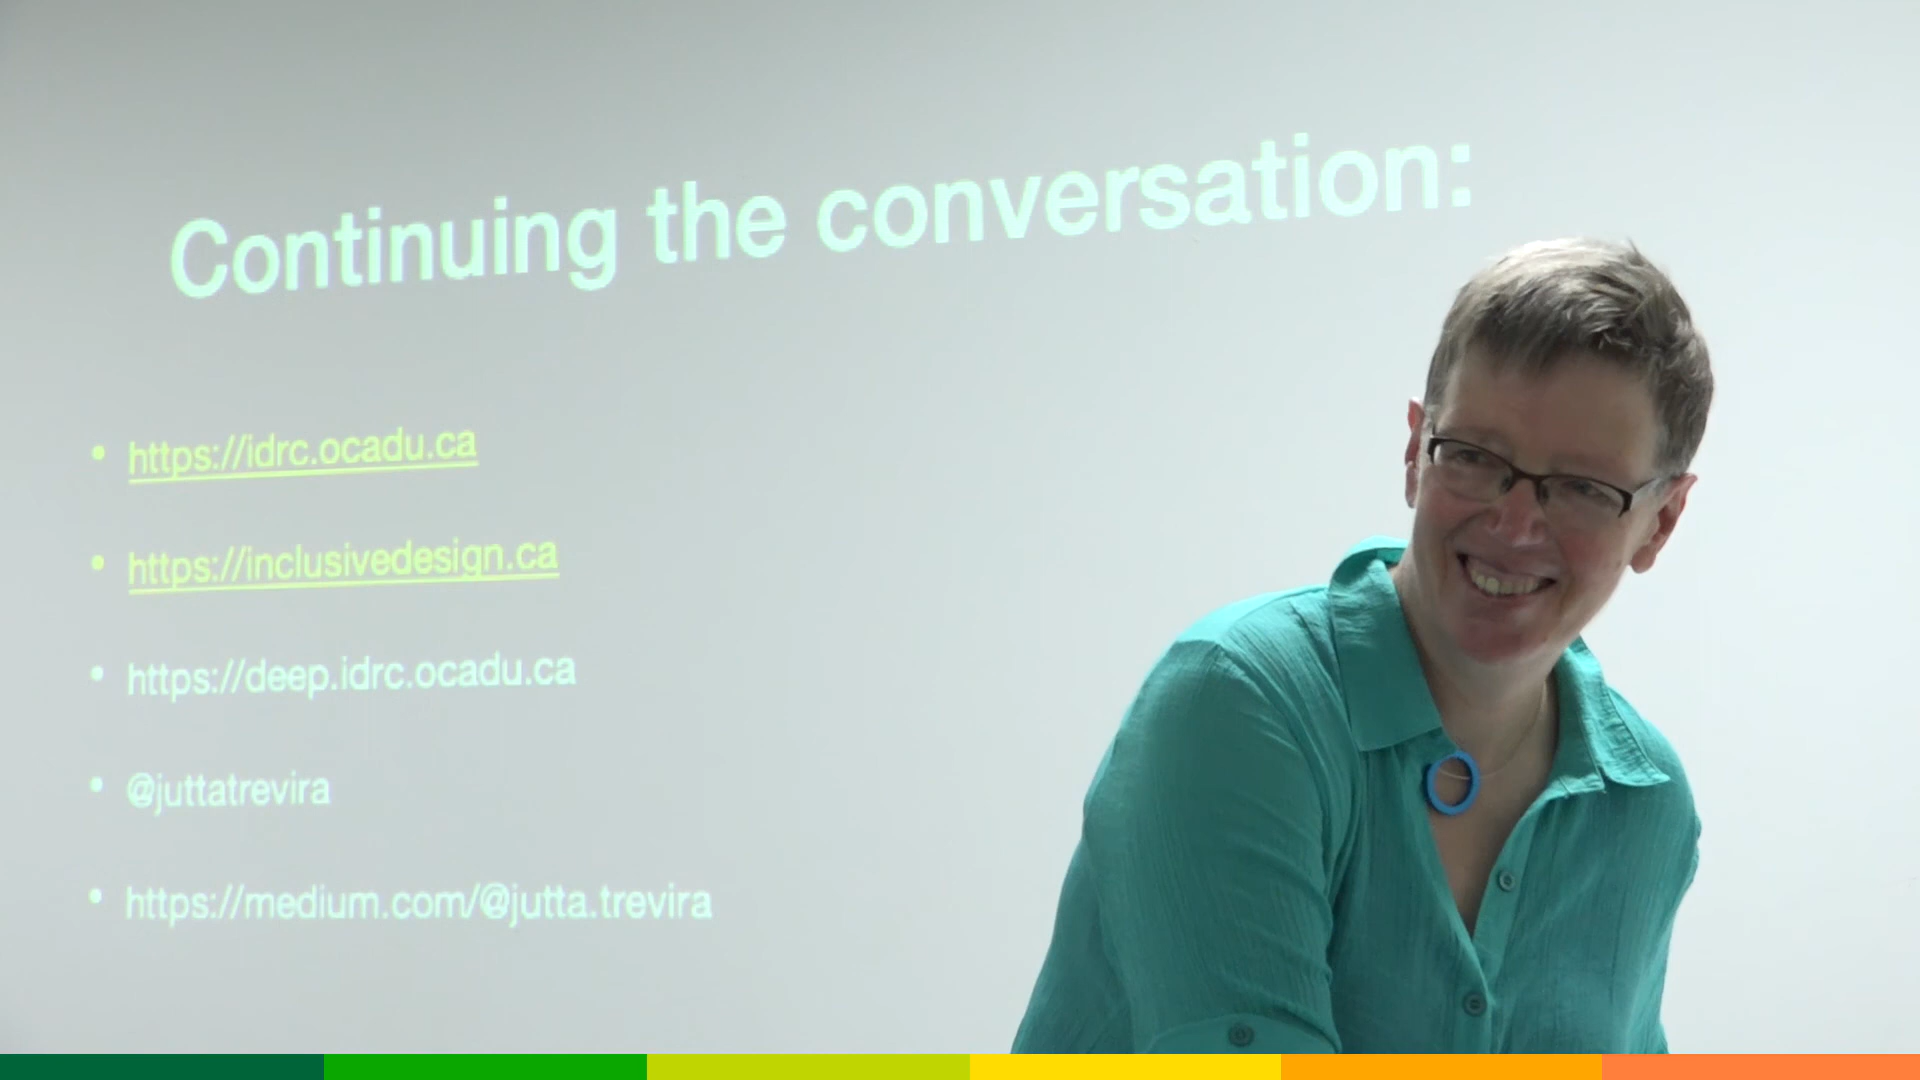 Continuing the conversation:
• https://idrc.ocadu.ca
• https://inclusivedesign.ca
• https://deep.idrc.ocadu.ca
• @juttatrevira
• https://medium.com/@jutta.trevira